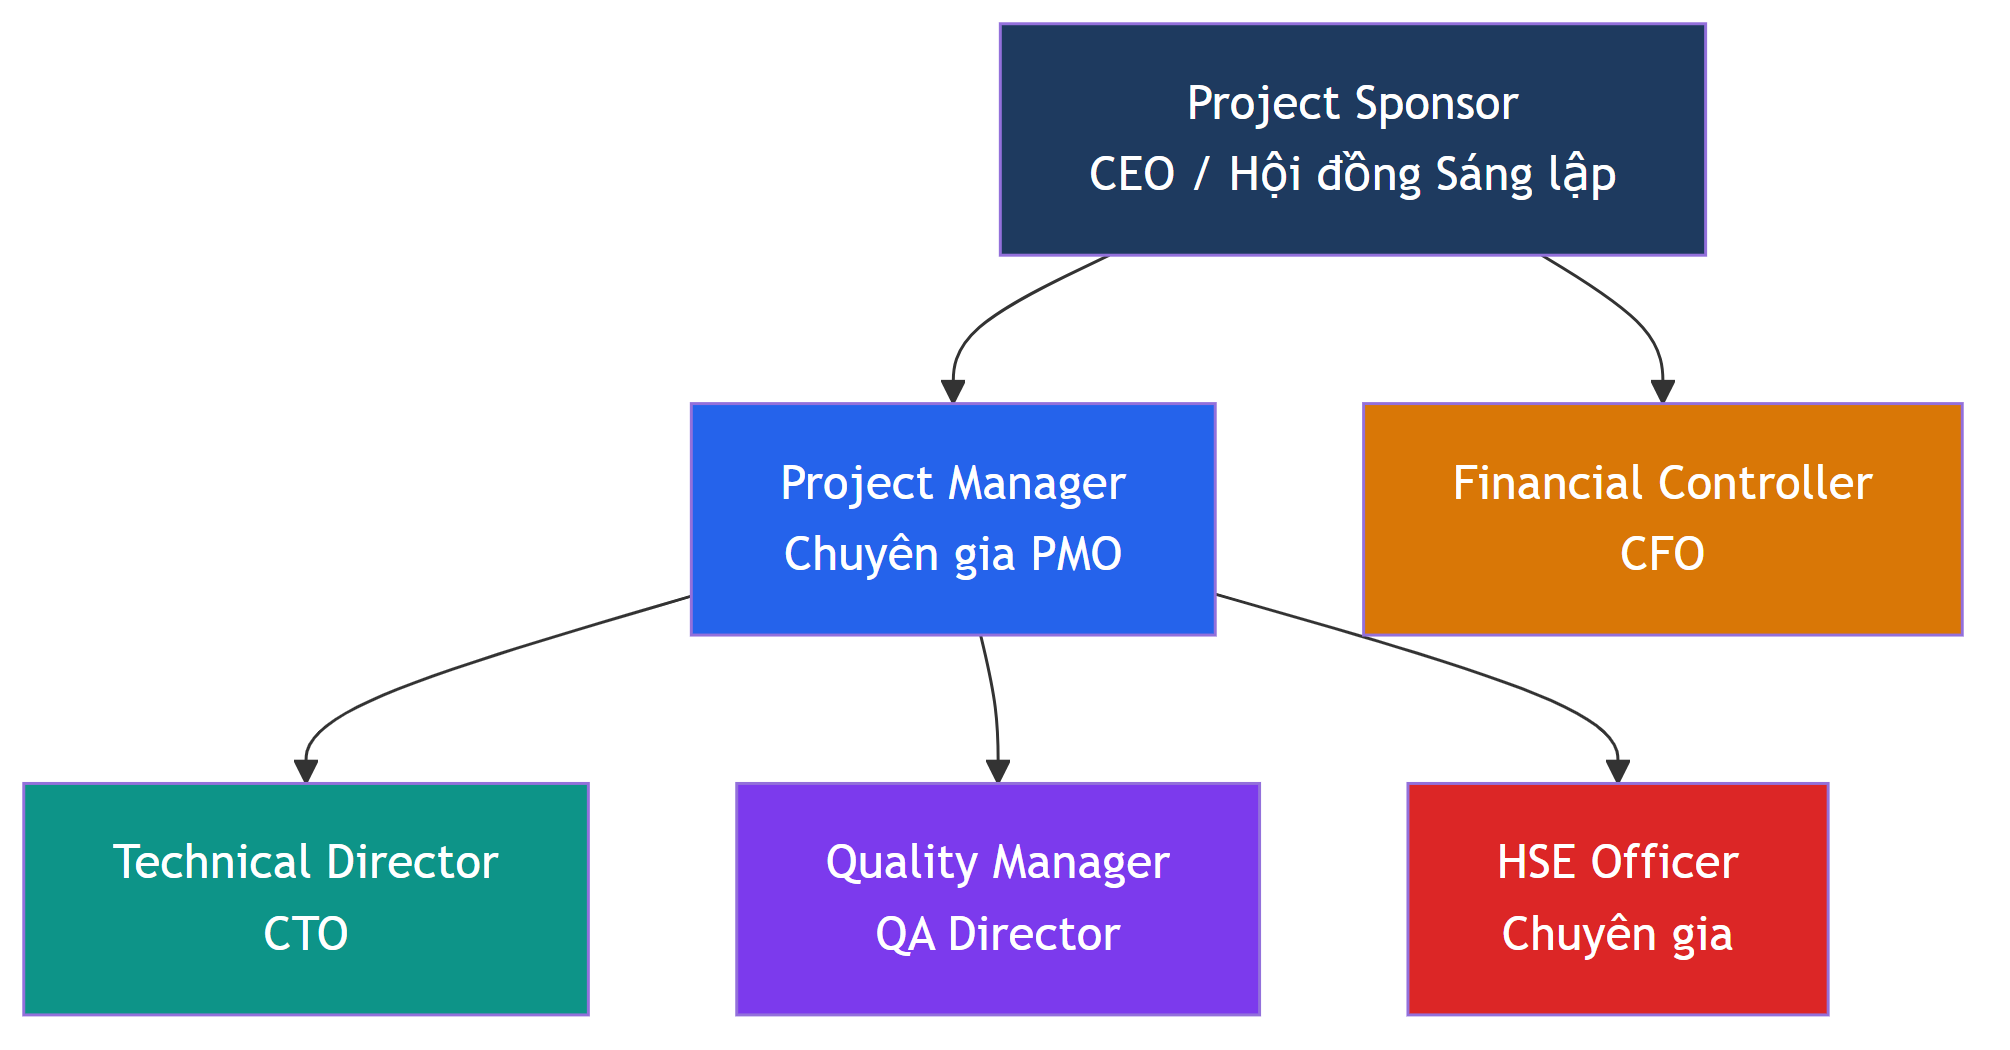 Project Sponsor
CEO / Hội đồng Sáng lập
Project Manager
Chuyên gia PMO
Financial Controller
CFO
Technical Director
CTO
Quality Manager
QA Director
HSE Officer
Chuyên gia